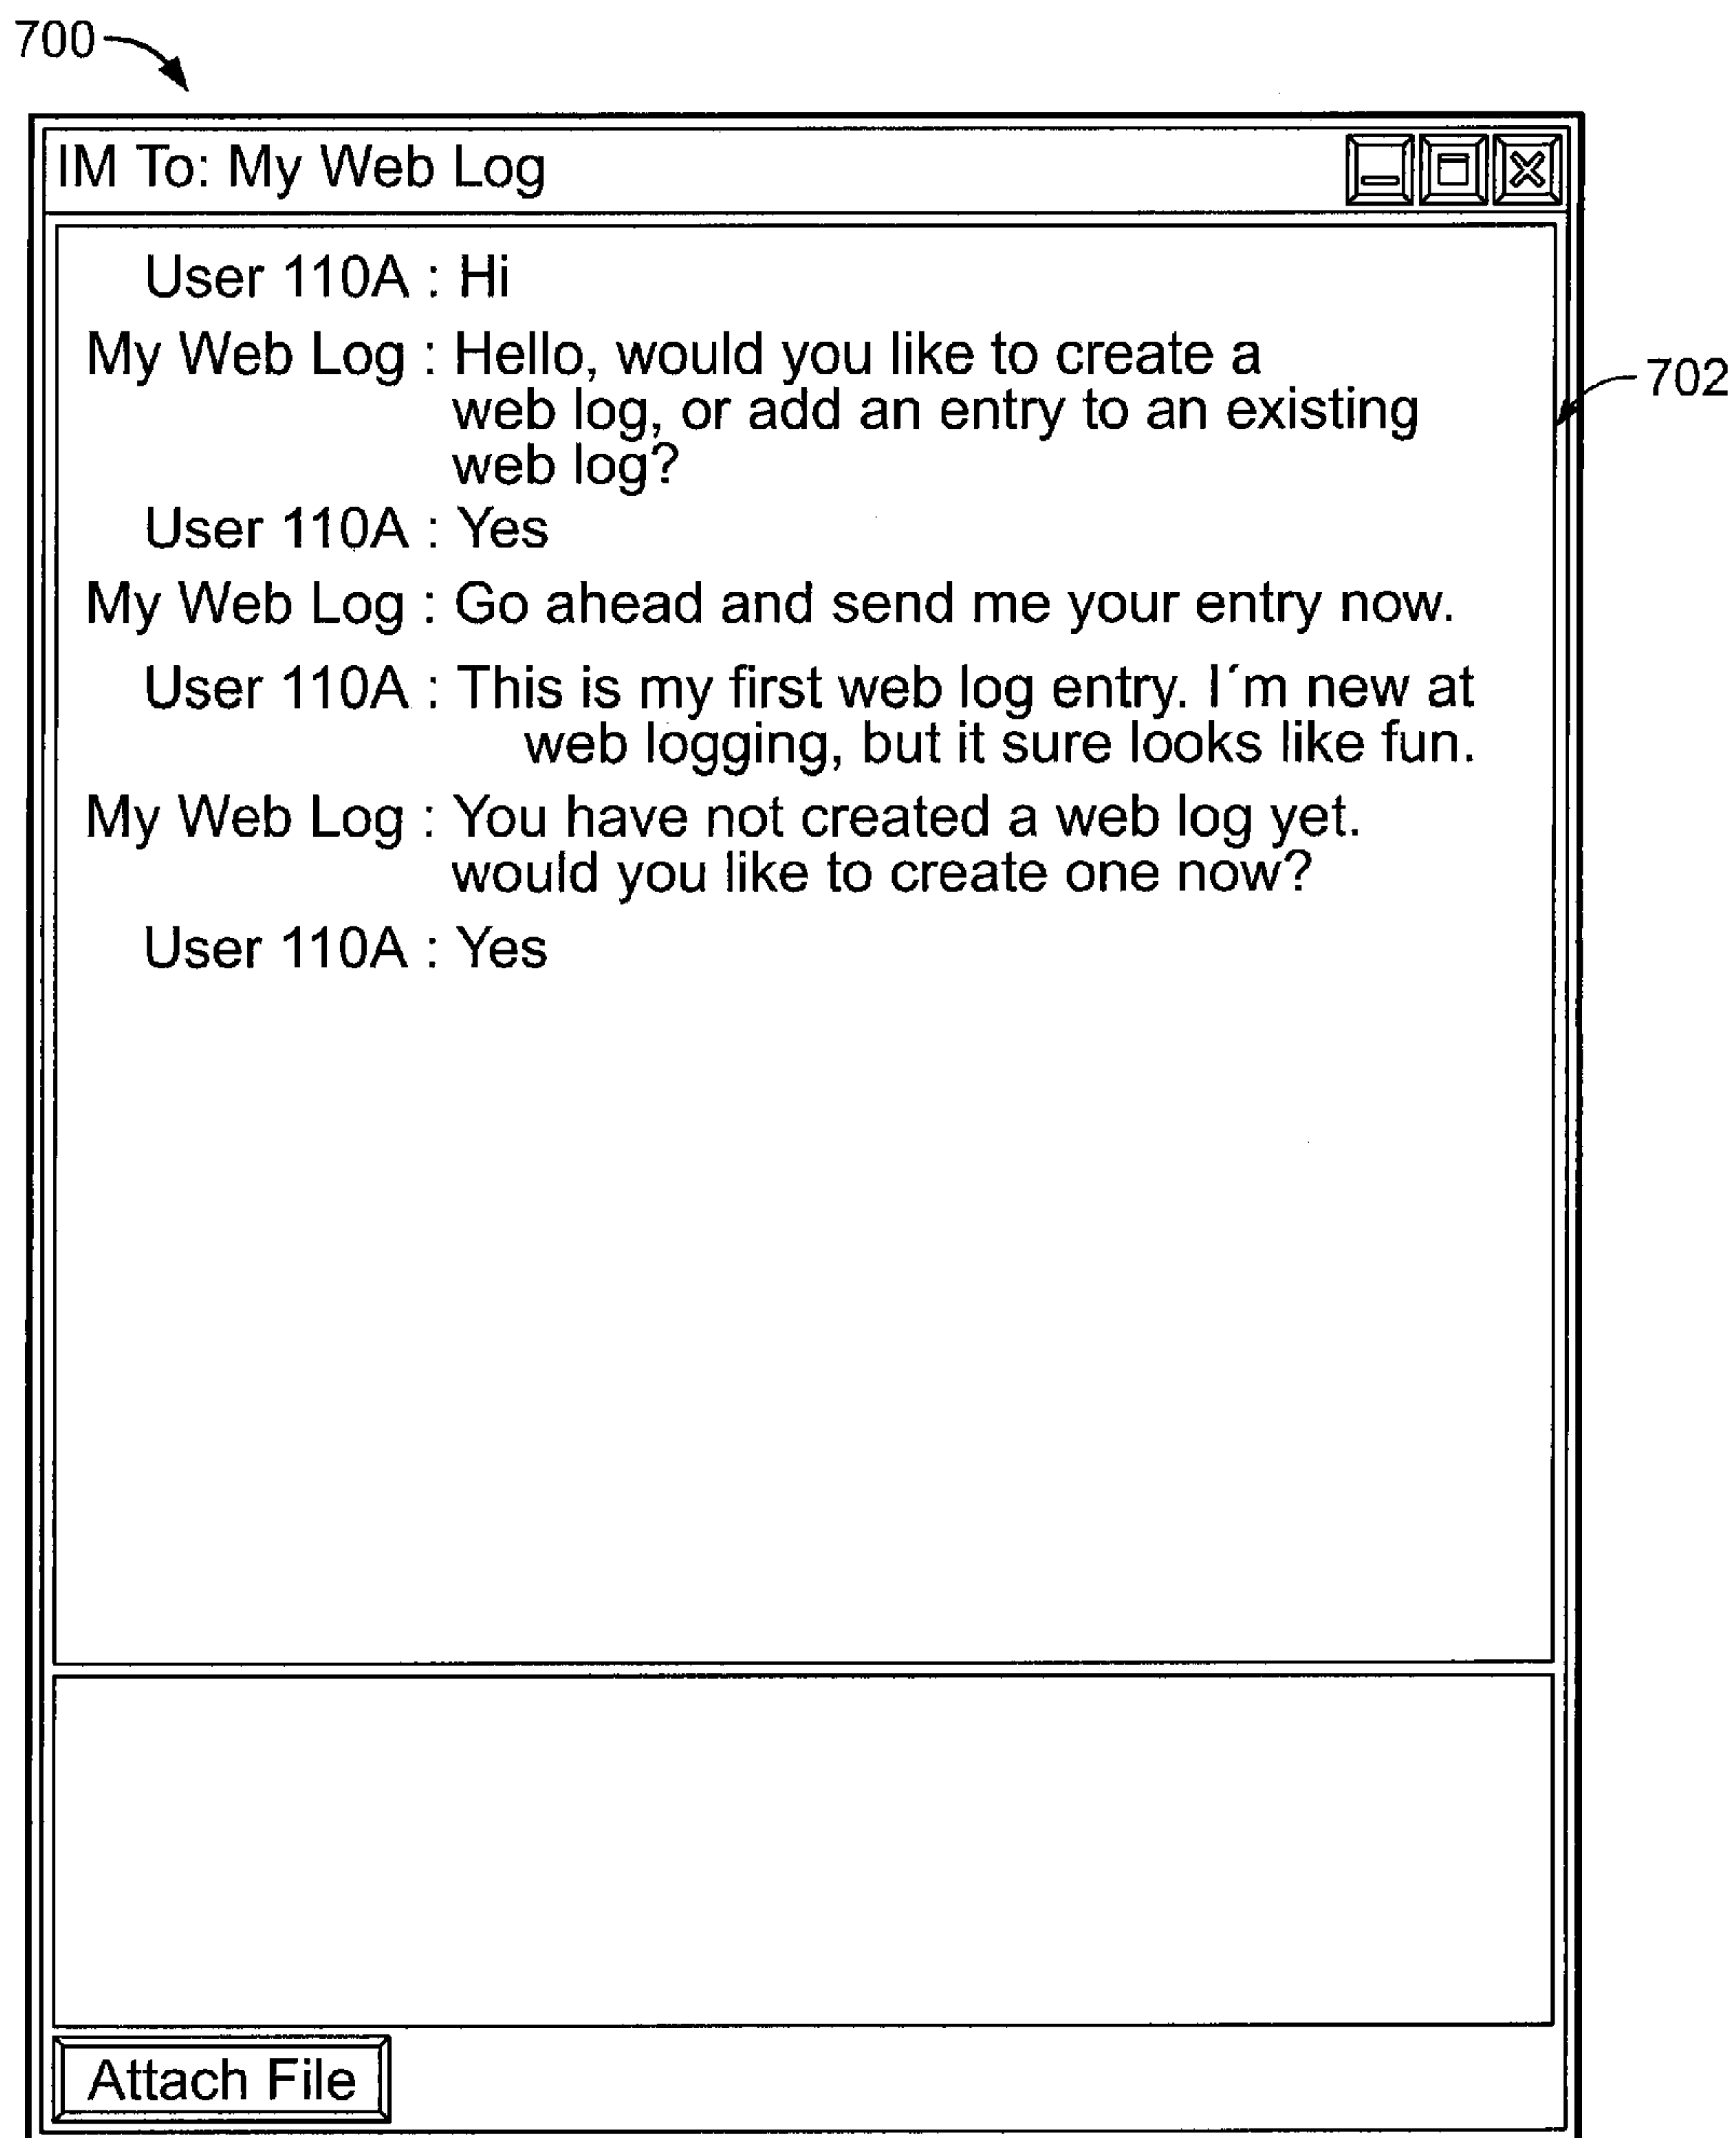 700
IM To: My Web Log
User 110A : Hi
My Web Log : Hello, would you like to create a
web log, or add an entry to an existing
web log?
702
User 110A : Yes
My Web Log : Go ahead and send me your entry now.
User 110A : This is my first web log entry. I´m new at
web logging, but it sure looks like fun.
My Web Log : You have not created a web log yet.
would you like to create one now?
User 110A : Yes
Attach File